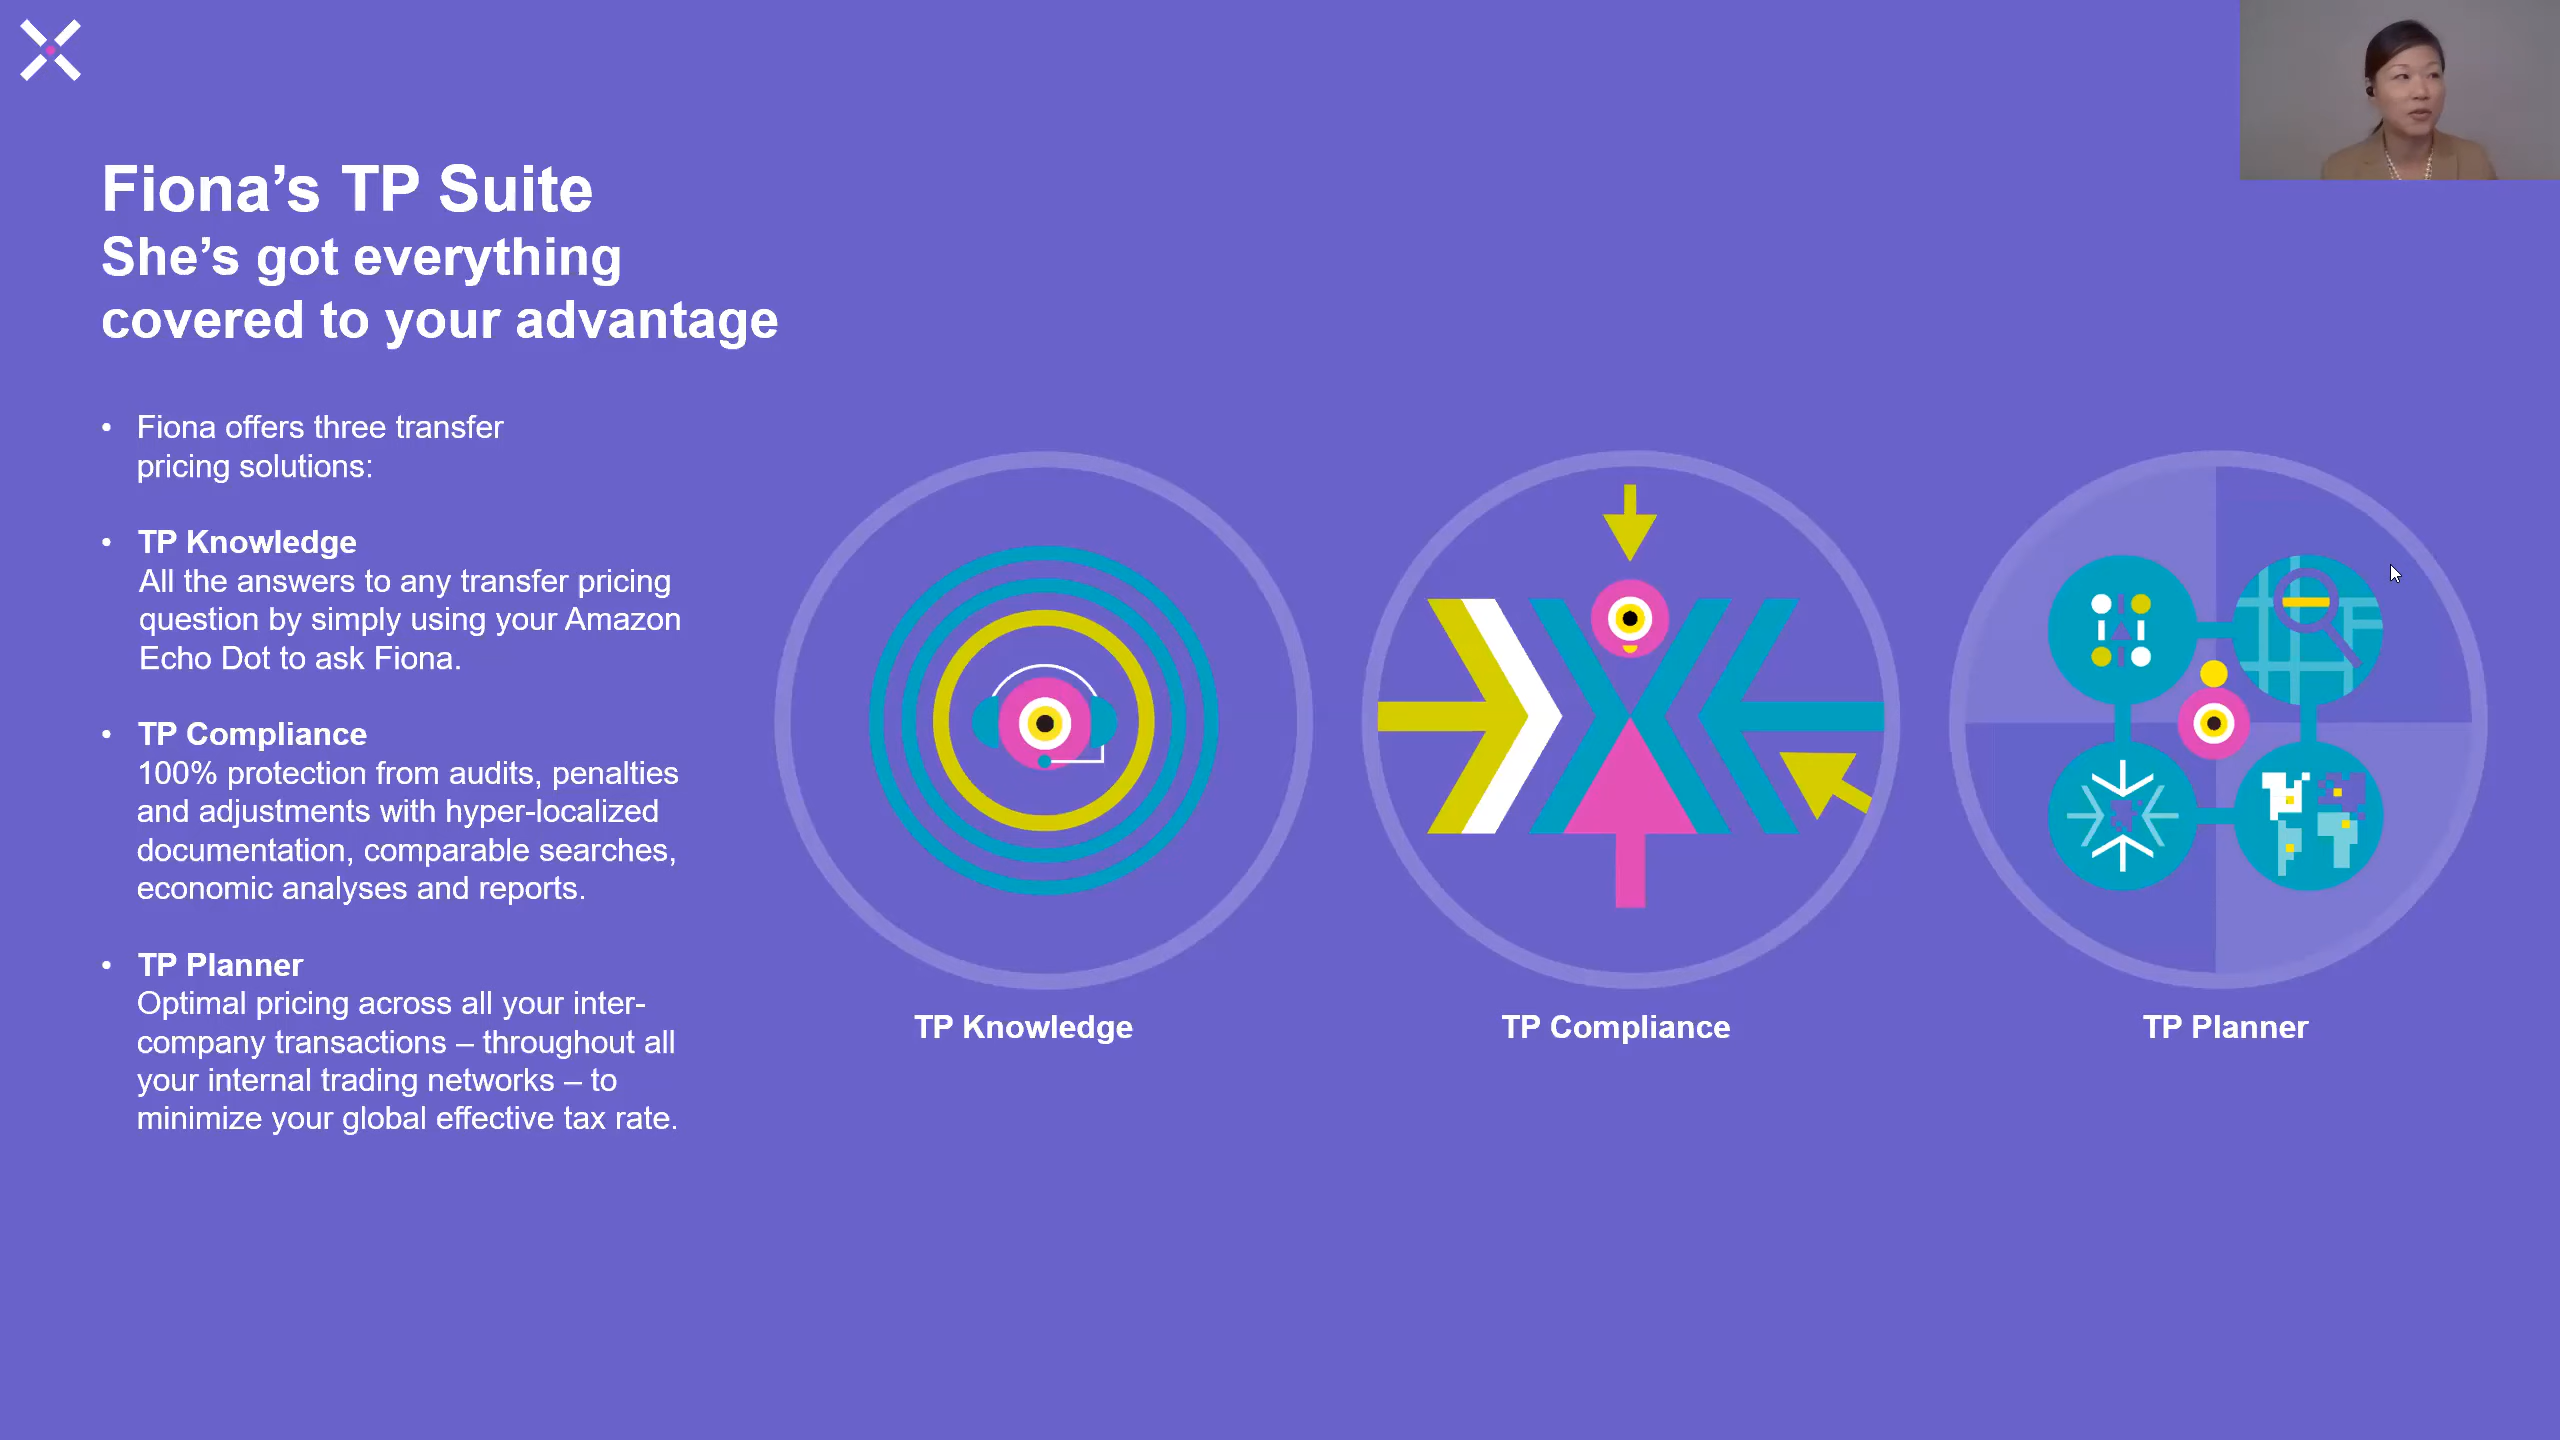 Fiona’s TP Suite
She’s got everything
covered to your advantage
• Fiona offers three transfer
pricing solutions:
• TP Knowledge
All the answers to any transfer pricing
question by simply using your Amazon
Echo Dot to ask Fiona.
• TP Compliance
100% protection from audits, penalties
and adjustments with hyper-localized
documentation, comparable searches,
economic analyses and reports.
• TP Planner
Optimal pricing across all your inter-
company transactions – throughout all
your internal trading networks – to
minimize your global effective tax rate.
TP Knowledge
TP Compliance
TP Planner